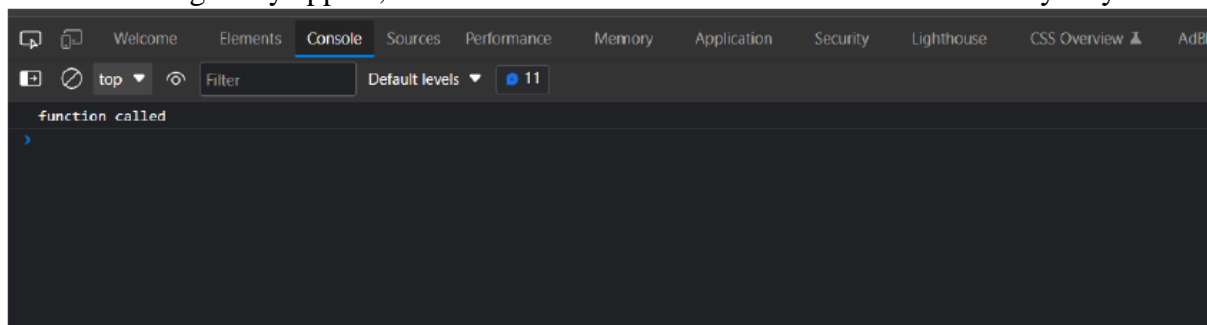 Welcome Elements Console Sources Performance Memory Application Security Lighthouse CSS Overview
top Filter Default levels 11
function called